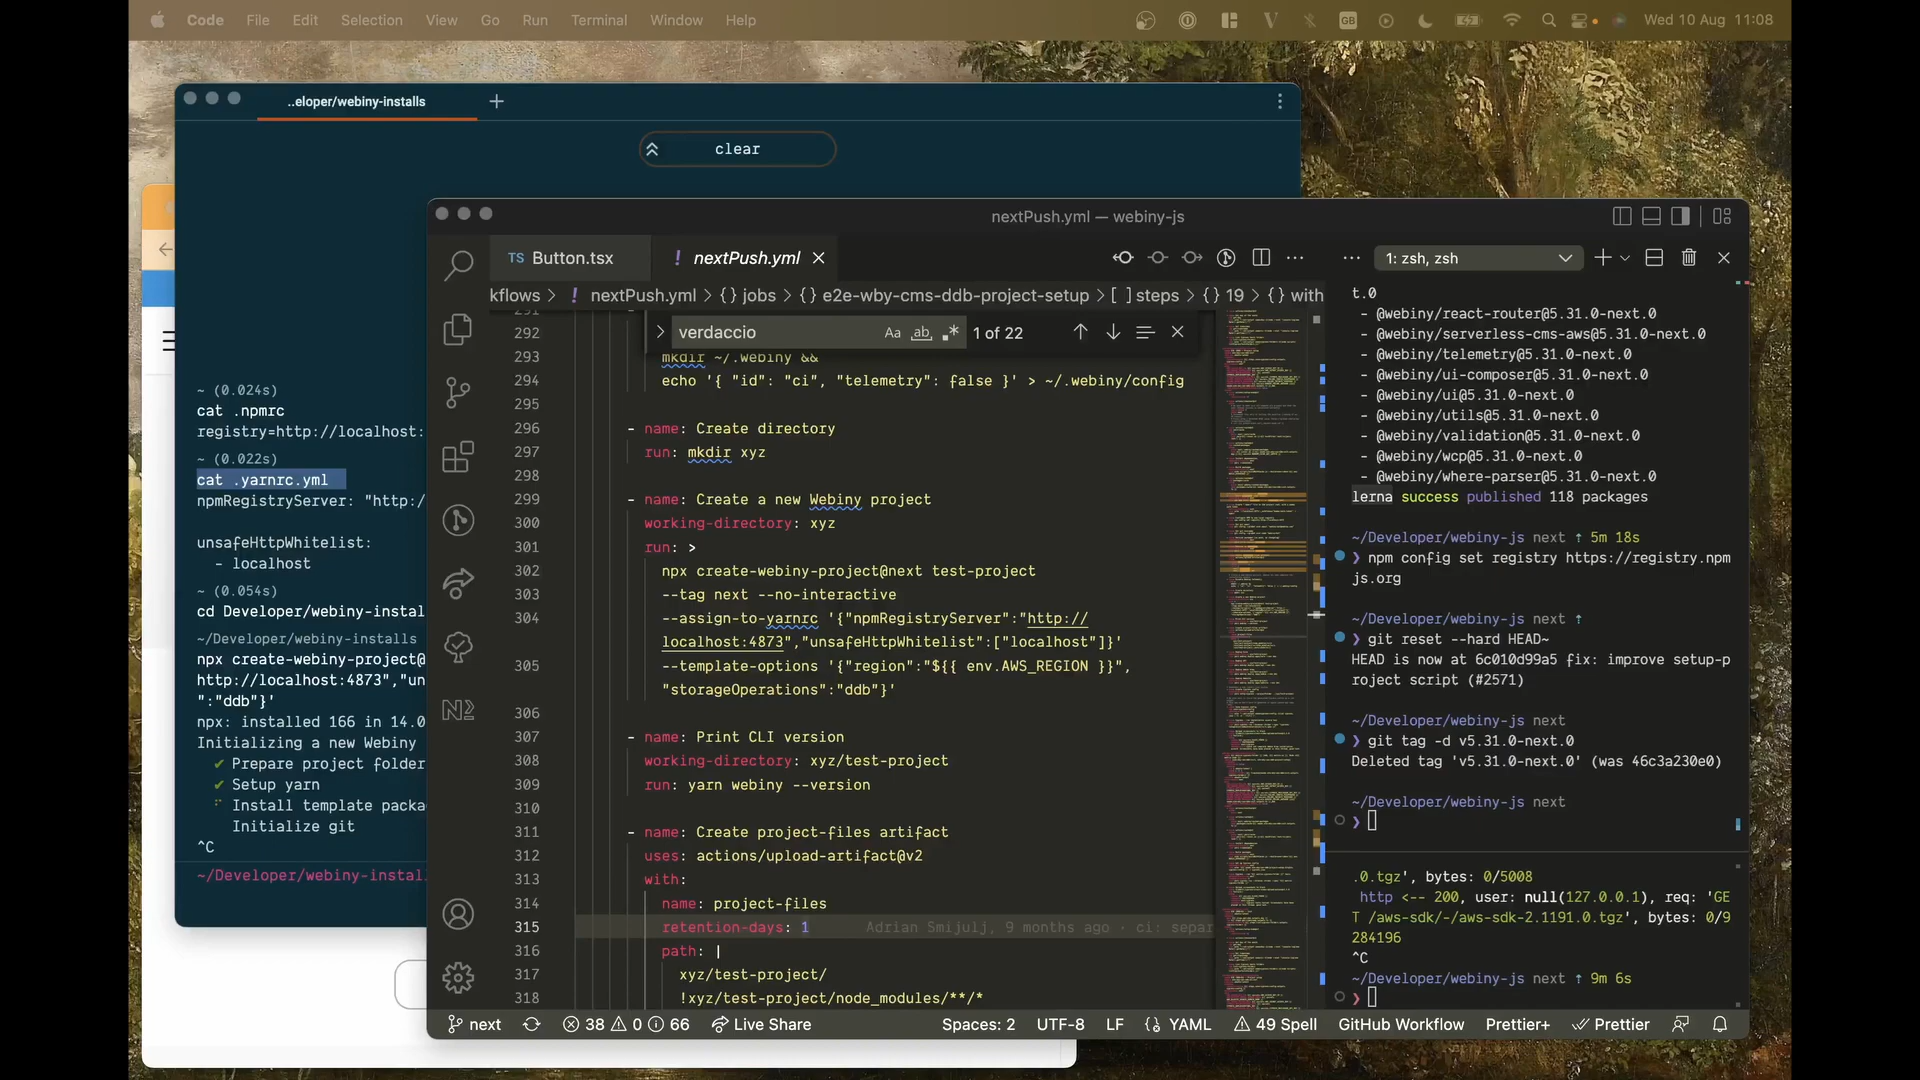 Code File Edit Selection View Go Run Terminal Window Help GB Wed 10 Aug 11:08
..eloper/webiny-installs
clear
~ (0.024s)
cat .npmrc
registry=http://localhost:
~ (0.022s)
cat .yarnrc.yml
npmRegistryServer: "http:/
unsafeHttpWhitelist:
- localhost
~ (0.054s)
cd Developer/webiny-instal
~/Developer/webiny-installs
npx create-webiny-project@
http://localhost:4873","un
":"ddb"}'
npx: installed 166 in 14.0
Initializing a new Webiny
✔ Prepare project folder
✔ Setup yarn
Install template packa
Initialize git
^C
~/Developer/webiny-instal
nextPush.yml — webiny-js
TS Button.tsx
! nextPush.yml
kflows > ! nextPush.yml > {} jobs > {} e2e-wby-cms-ddb-project-setup > [ ] steps > {} 19 > {} with
verdaccio Aa ab 1 of 22
291
292
293 mkdir ~/.webiny &&
294 echo '{ "id": "ci", "telemetry": false }' > ~/.webiny/config
295
296 - name: Create directory
297 run: mkdir xyz
298
299 - name: Create a new Webiny project
300 working-directory: xyz
301 run: >
302 npx create-webiny-project@next test-project
303 --tag next --no-interactive
304 --assign-to-yarnrc '{"npmRegistryServer":"http://
localhost:4873","unsafeHttpWhitelist":["localhost"]}'
305 --template-options '{"region":"${{ env.AWS_REGION }}",
"storageOperations":"ddb"}'
306
307 - name: Print CLI version
308 working-directory: xyz/test-project
309 run: yarn webiny --version
310
311 - name: Create project-files artifact
312 uses: actions/upload-artifact@v2
313 with:
314 name: project-files
315 retention-days: 1 Adrian Smijulj, 9 months ago · ci: separ
316 path: |
317 xyz/test-project/
318 !xyz/test-project/node_modules/**/*
1: zsh, zsh
t.0
- @webiny/react-router@5.31.0-next.0
- @webiny/serverless-cms-aws@5.31.0-next.0
- @webiny/telemetry@5.31.0-next.0
- @webiny/ui-composer@5.31.0-next.0
- @webiny/ui@5.31.0-next.0
- @webiny/utils@5.31.0-next.0
- @webiny/validation@5.31.0-next.0
- @webiny/wcp@5.31.0-next.0
- @webiny/where-parser@5.31.0-next.0
lerna success published 118 packages
~/Developer/webiny-js next ↑ 5m 18s
❯ npm config set registry https://registry.npm
js.org
~/Developer/webiny-js next ↑
❯ git reset --hard HEAD~
HEAD is now at 6c010d99a5 fix: improve setup-p
roject script (#2571)
~/Developer/webiny-js next
❯ git tag -d v5.31.0-next.0
Deleted tag 'v5.31.0-next.0' (was 46c3a230e0)
~/Developer/webiny-js next
❯
.0.tgz', bytes: 0/5008
http <-- 200, user: null(127.0.0.1), req: 'GE
T /aws-sdk/-/aws-sdk-2.1191.0.tgz', bytes: 0/9
284196
^C
~/Developer/webiny-js next ↑ 9m 6s
❯
next 38 0 66 Live Share Spaces: 2 UTF-8 LF {} YAML 49 Spell GitHub Workflow Prettier+ Prettier